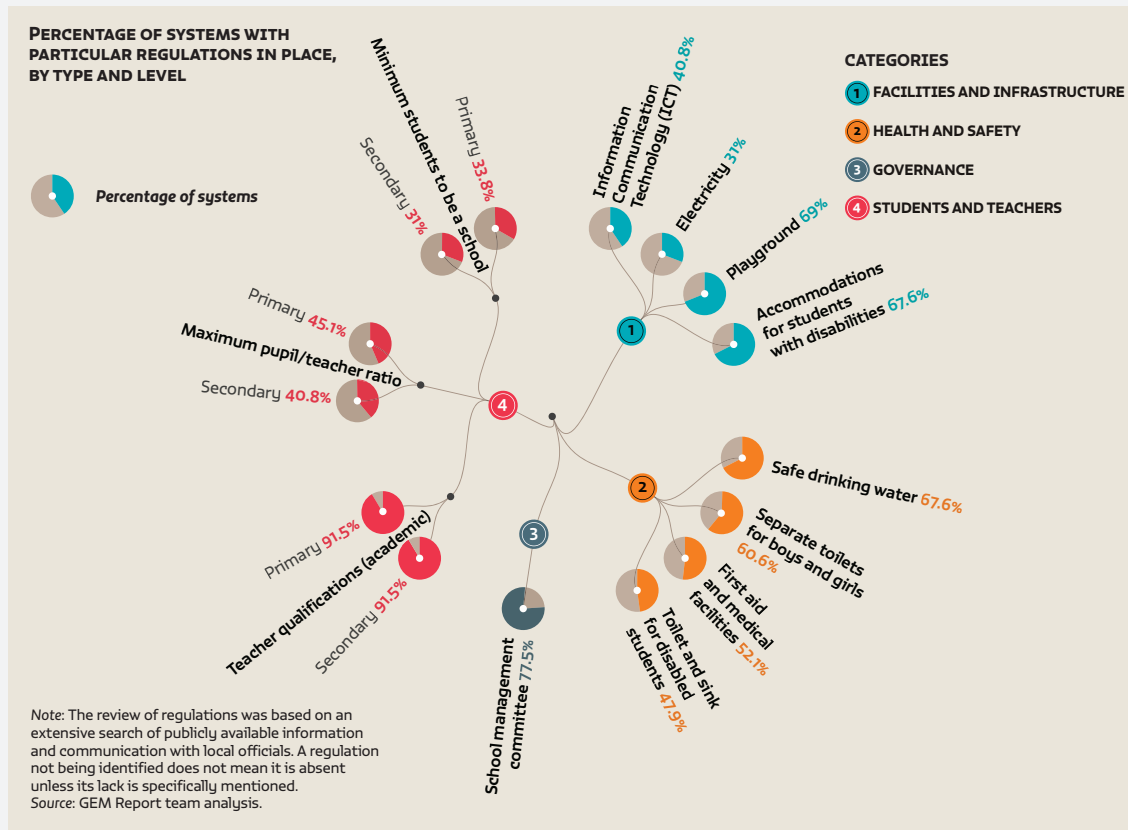 PERCENTAGE OF SYSTEMS WITH
PARTICULAR REGULATIONS IN PLACE,
BY TYPE AND LEVEL
Percentage of systems
CATEGORIES
1 FACILITIES AND INFRASTRUCTURE
2 HEALTH AND SAFETY
3 GOVERNANCE
4 STUDENTS AND TEACHERS
Minimum students to be a school
Primary 33.8%
Secondary 31%
Information
Communication
Technology (ICT) 40.8%
Electricity 31%
Playground 69%
Accommodations
for students
with disabilities 67.6%
1
Primary 45.1%
Maximum pupil/teacher ratio
Secondary 40.8%
4
2
Safe drinking water 67.6%
Separate toilets
for boys and girls
60.6%
First aid
and medical
facilities 52.1%
Toilet and sink
for disabled
students 47.9%
3
School management
committee 77.5%
Primary 91.5%
Teacher qualifications (academic)
Secondary 91.5%
Note: The review of regulations was based on an
extensive search of publicly available information
and communication with local officials. A regulation
not being identified does not mean it is absent
unless its lack is specifically mentioned.
Source: GEM Report team analysis.